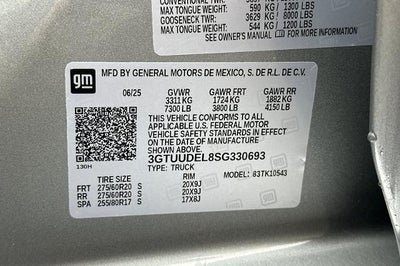 CONVENTIONAL TWR:
MAX TONGUE WEIGHT: 590 KG / 1300 LBS
GOOSENECK TWR: 3629 KG / 8000 LBS
MAX TONGUE WEIGHT: 544 KG / 1200 LBS
SEE OWNER'S MANUAL FOR MORE INFORMATION
gm
MFD BY GENERAL MOTORS DE MEXICO, S. DE R.L. DE C.V.
06/25 GVWR GAWR FRT GAWR RR
3311 KG 1724 KG 1882 KG
7300 LB 3800 LB 4150 LB
THIS VEHICLE CONFORMS TO ALL
APPLICABLE U.S. FEDERAL MOTOR
VEHICLE SAFETY STANDARDS IN EFFECT
ON THE DATE OF MANUFACTURE SHOWN ABOVE.
3GTUUDEL8SG330693
130H TYPE: TRUCK 83TK10543
RIM
FRT 275/60R20 S 20X9J
RR 275/60R20 S 20X9J
SPA 255/80R17 S 17X8J